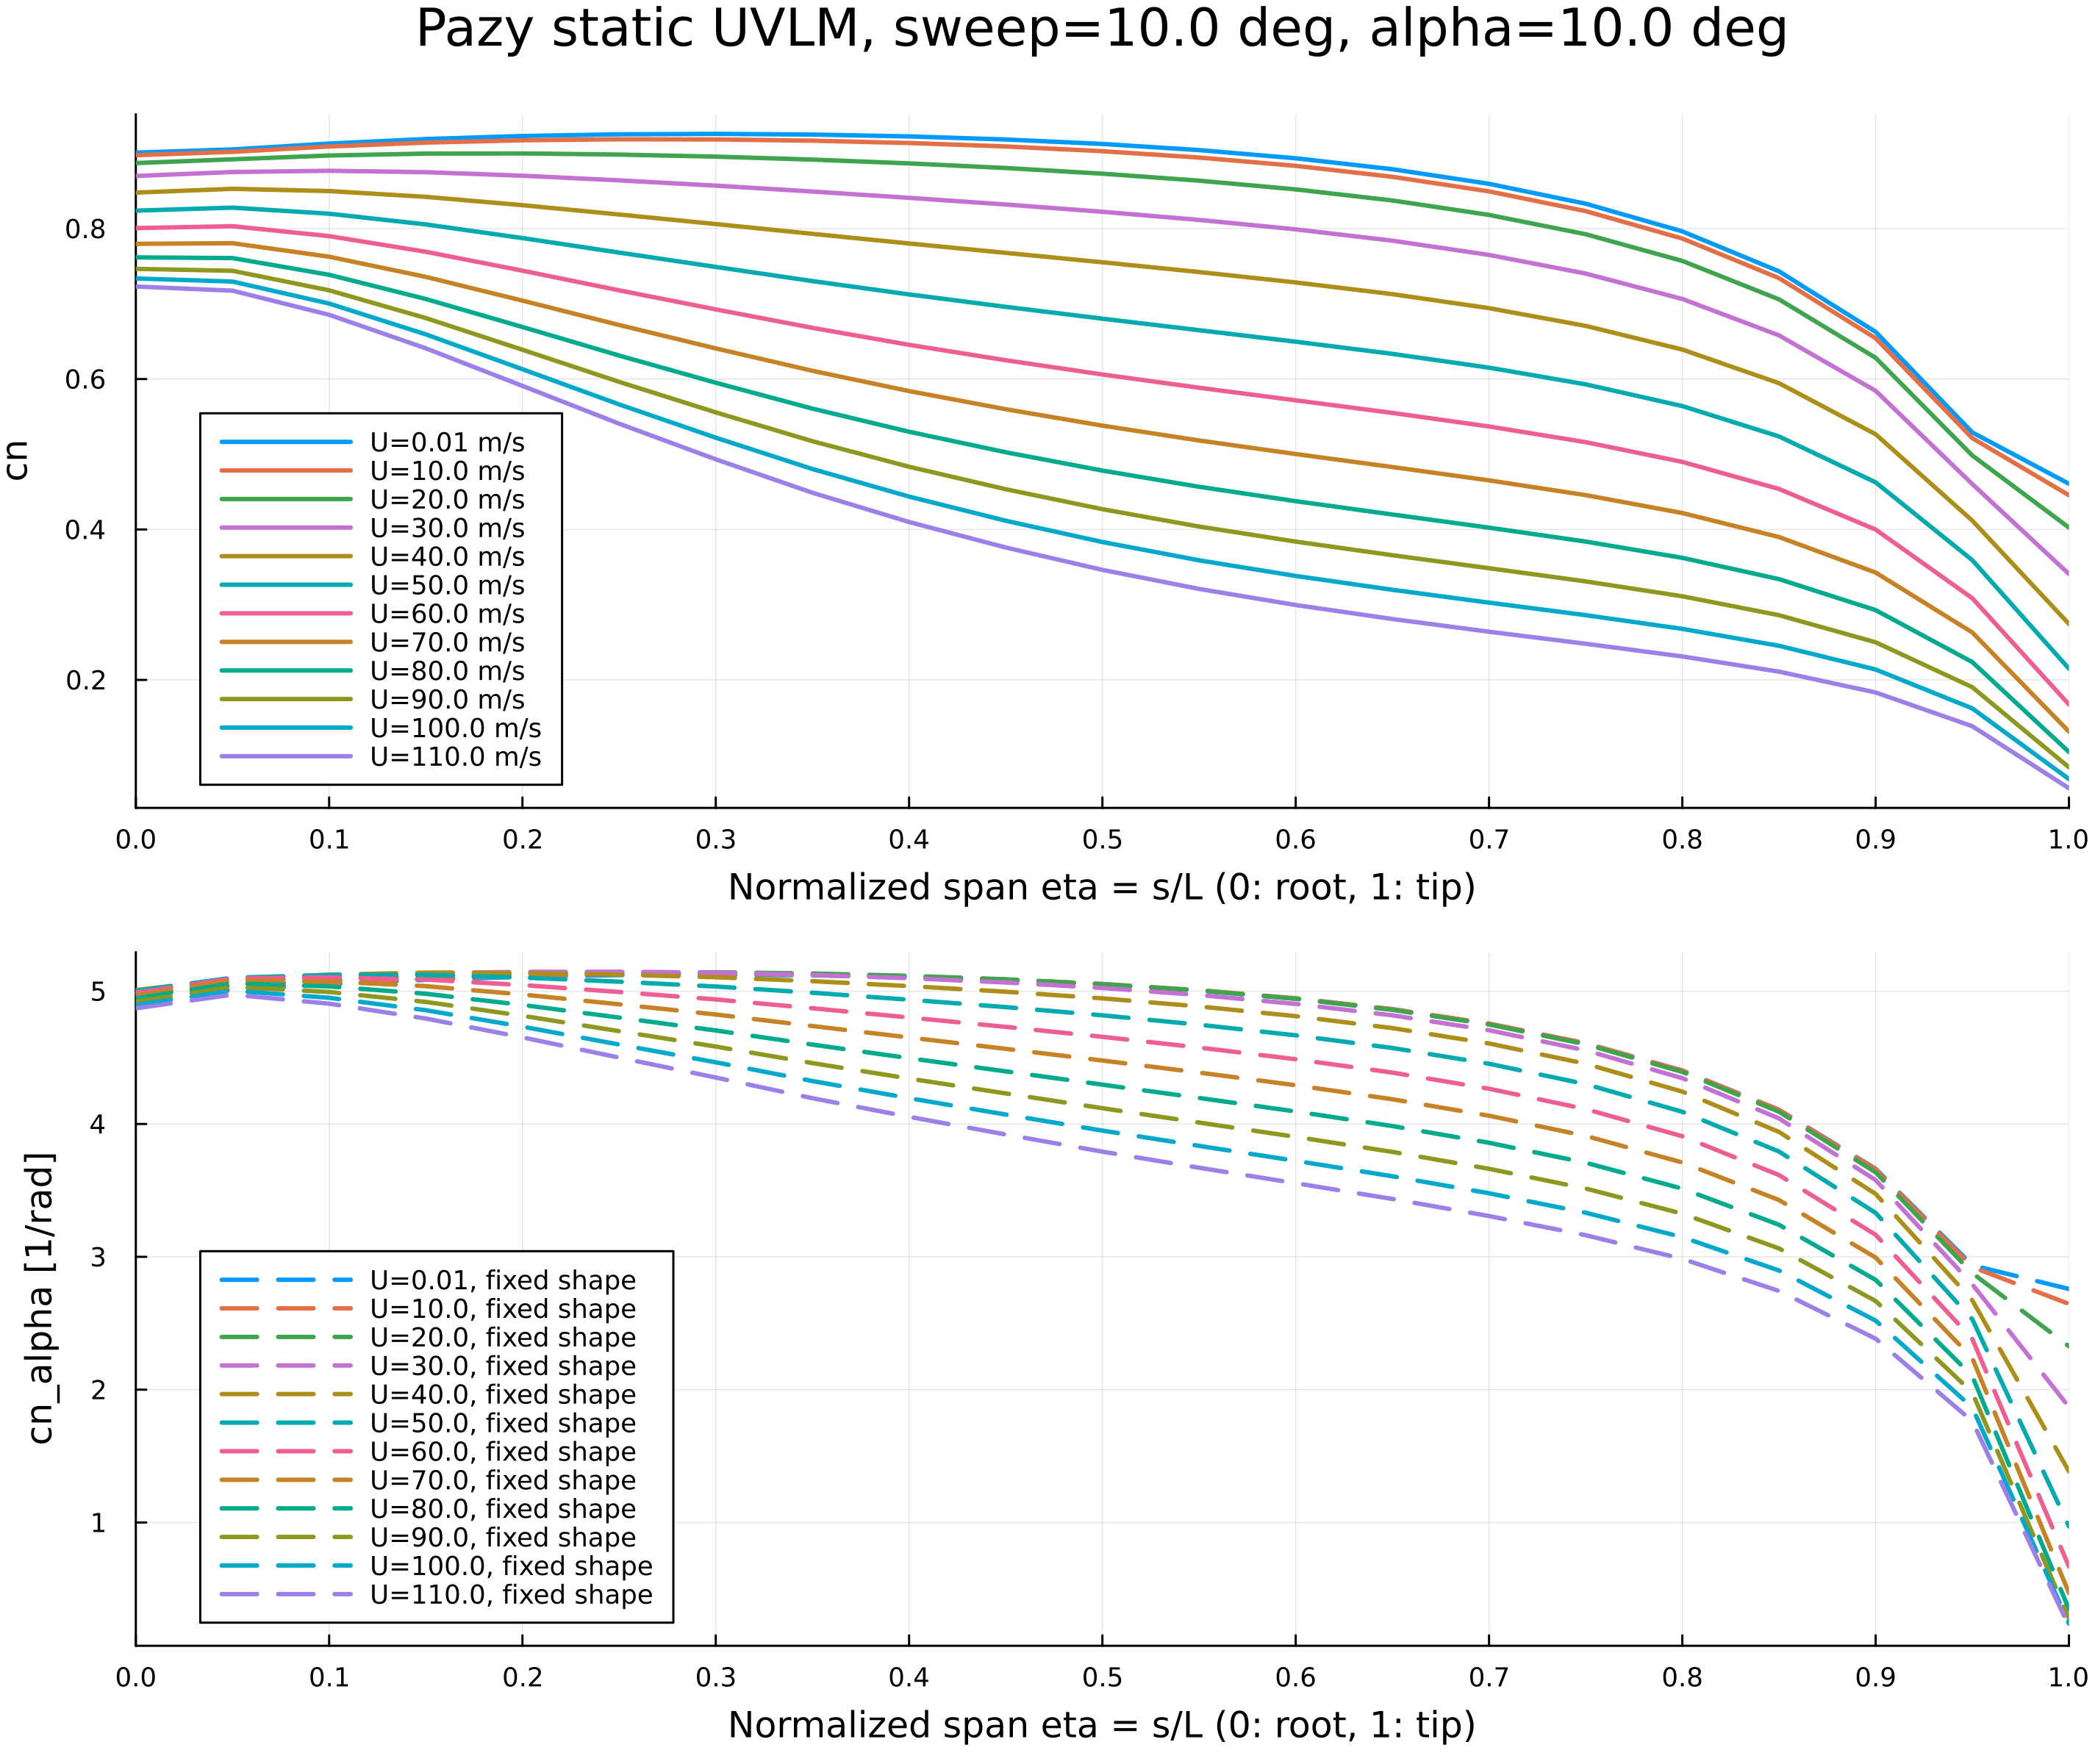 Pazy static UVLM, sweep=10.0 deg, alpha=10.0 deg
cn
0.8
0.6
0.4
0.2
U=0.01 m/s
U=10.0 m/s
U=20.0 m/s
U=30.0 m/s
U=40.0 m/s
U=50.0 m/s
U=60.0 m/s
U=70.0 m/s
U=80.0 m/s
U=90.0 m/s
U=100.0 m/s
U=110.0 m/s
0.0 0.1 0.2 0.3 0.4 0.5 0.6 0.7 0.8 0.9 1.0
Normalized span eta = s/L (0: root, 1: tip)
cn_alpha [1/rad]
5
4
3
2
1
U=0.01, fixed shape
U=10.0, fixed shape
U=20.0, fixed shape
U=30.0, fixed shape
U=40.0, fixed shape
U=50.0, fixed shape
U=60.0, fixed shape
U=70.0, fixed shape
U=80.0, fixed shape
U=90.0, fixed shape
U=100.0, fixed shape
U=110.0, fixed shape
0.0 0.1 0.2 0.3 0.4 0.5 0.6 0.7 0.8 0.9 1.0
Normalized span eta = s/L (0: root, 1: tip)